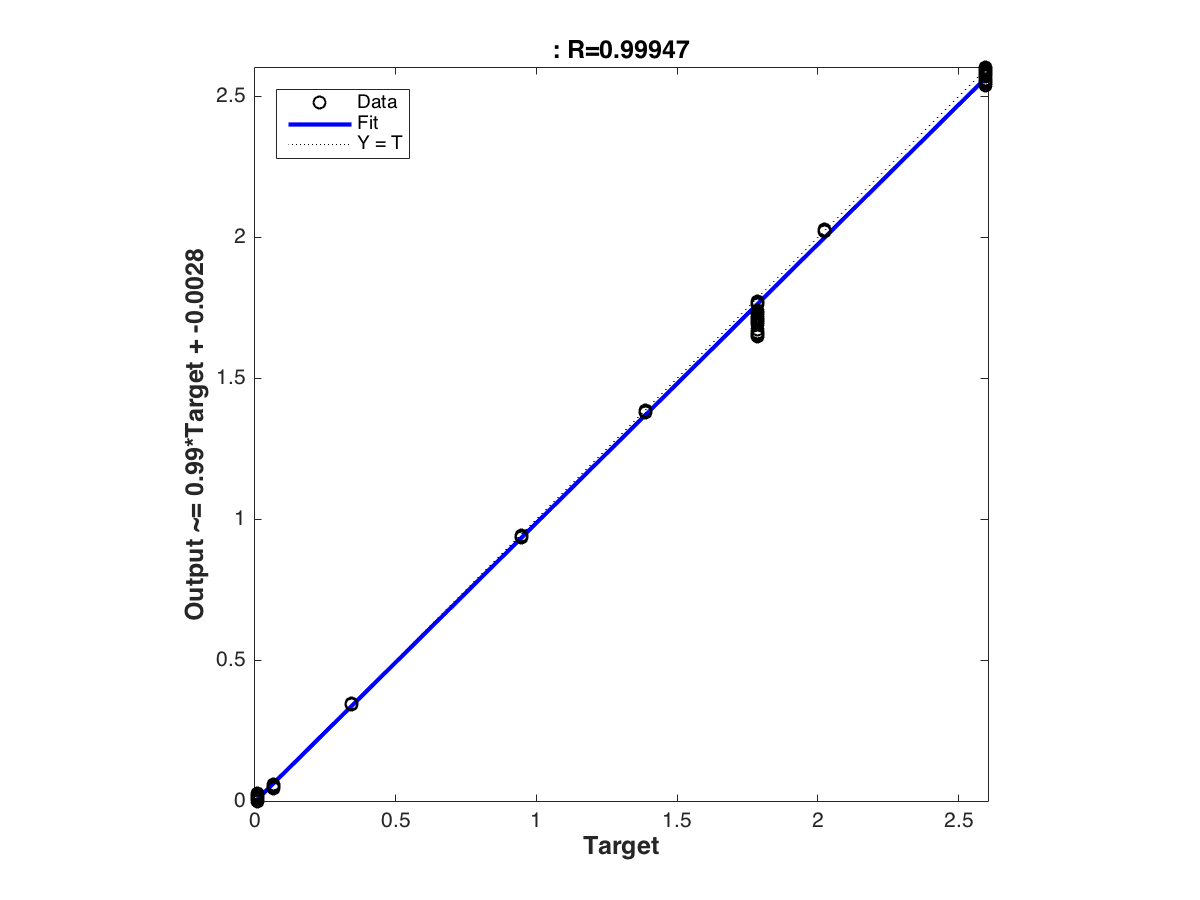 : R=0.99947
Data
Fit
Y = T
2.5
2
1.5
1
0.5
0
Output ~= 0.99*Target + -0.0028
0 0.5 1 1.5 2 2.5
Target